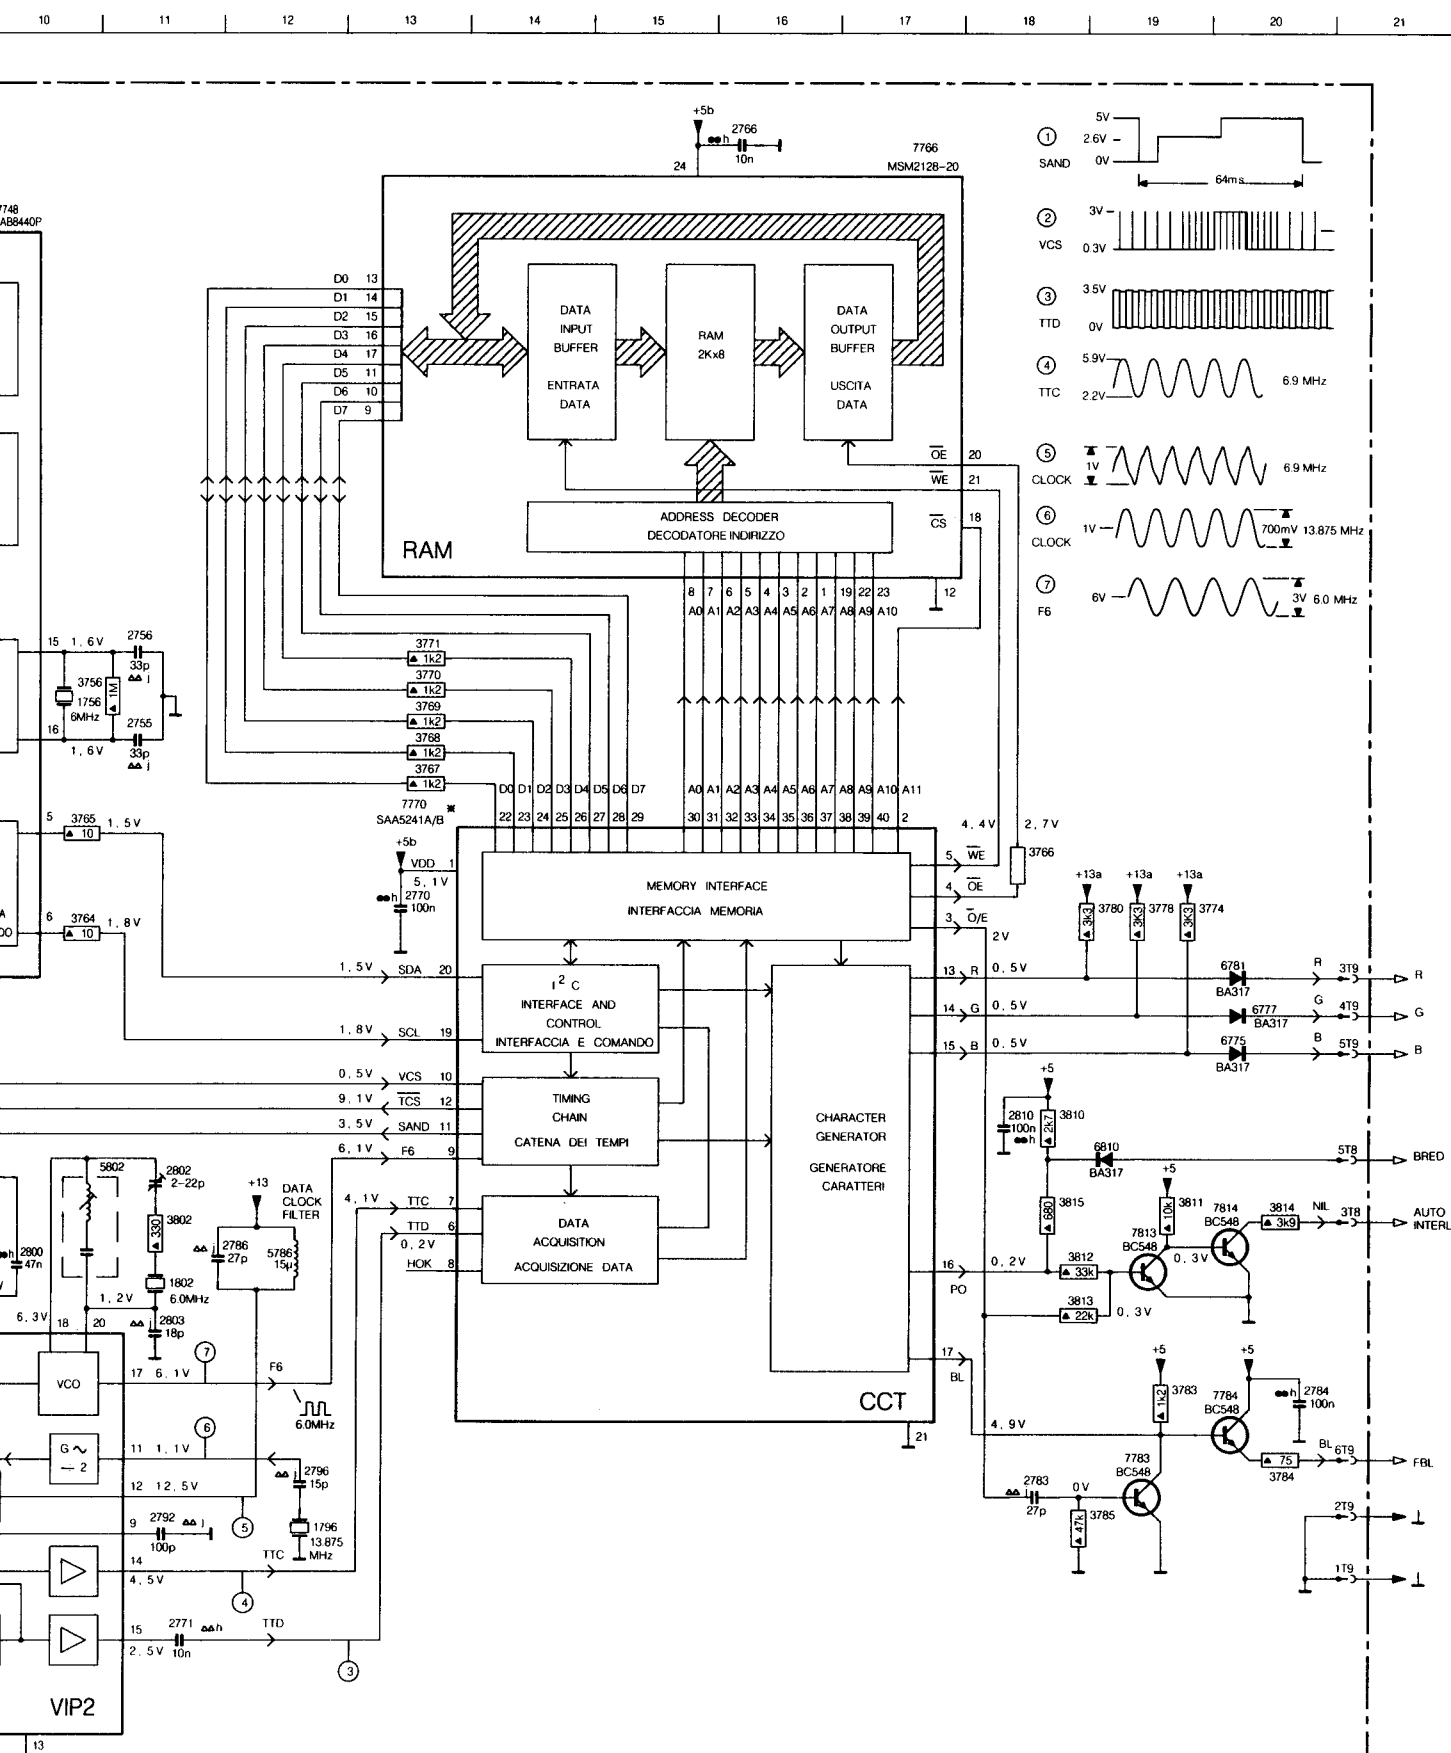 10 11 12 13 14 15 16 17 18 19 20 21
+5b
2766
h
10n
24
7766
MSM2128-20
1 SAND
5V
2.6V
0V
64ms
2 VCS
3V
0.3V
3 TTD
3.5V
0V
4 TTC
5.9V
2.2V
6.9 MHz
5 CLOCK
1V
6.9 MHz
6 CLOCK
1V
700mV 13.875 MHz
7 F6
6V
3V 6.0 MHz
7748
AB8440P
D0 13
D1 14
D2 15
D3 16
D4 17
D5 11
D6 10
D7 9
DATA
INPUT
BUFFER
ENTRATA
DATA
RAM
2Kx8
DATA
OUTPUT
BUFFER
USCITA
DATA
OE 20
WE 21
CS 18
ADDRESS DECODER
DECODATORE INDIRIZZO
RAM
12
8 7 6 5 4 3 2 1 19 22 23
A0 A1 A2 A3 A4 A5 A6 A7 A8 A9 A10
15 1,6V
2756
33p
j
3756
1M
1756
6MHz
16
1,6V
2755
33p
j
3771
1k2
3770
1k2
3769
1k2
3768
1k2
3767
1k2
D0 D1 D2 D3 D4 D5 D6 D7
A0 A1 A2 A3 A4 A5 A6 A7 A8 A9 A10 A11
7770
SAA5241A/B *
22 23 24 25 26 27 28 29
30 31 32 33 34 35 36 37 38 39 40 2
5 3765 1,5V
10
6 3764 1,8V
10
+5b
VDD 1
5,1V
h 2770
100n
MEMORY INTERFACE
INTERFACCIA MEMORIA
4,4V 2,7V
5 WE
4 OE
3 O/E
2V
3766
+13a +13a +13a
3K3 3780
3K3 3778
3K3 3774
1,5V SDA 20
I2C
INTERFACE AND
CONTROL
INTERFACCIA E COMANDO
1,8V SCL 19
13 R 0,5V
6781
BA317
R 3T9 R
14 G 0,5V
6777
BA317
G 4T9 G
15 B 0,5V
6775
BA317
B 5T9 B
0,5V VCS 10
9,1V TCS 12
3,5V SAND 11
6,1V F6 9
TIMING
CHAIN
CATENA DEI TEMPI
CHARACTER
GENERATOR
GENERATORE
CARATTERI
+5
2810
100n
h
2k7 3810
6810
BA317
5T8 BRED
680 3815
+5
10k 3811
7813
BC548
7814
BC548
3814
3k9
NIL 3T8 AUTO
INTERL
0,3V
3812
33k
3813
22k
0,3V
16 0,2V
PO
5802
2802
2-22p
330 3802
1802
6.0MHz
h 2800
47n
+13 DATA
CLOCK
FILTER
2786
27p
5786
15µ
4,1V TTC 7
TTD 6
0,2V
HOK 8
DATA
ACQUISITION
ACQUISIZIONE DATA
1,2V
2803
18p
6,3V 18 20
VCO
17 6,1V 7 F6
6.0MHz
17
BL
CCT
21
4,9V
+5
1k2 3783
+5
7784
BC548
h 2784
100n
75
3784
BL 6T9 FBL
7783
BC548
j 2783
27p
0V
47k 3785
2T9
1T9
G
2
11 1,1V 6
j 2796
15p
12 12,5V
5
1796
13.875
MHz
9 2792 j
100p
14 TTC
4,5V
4
15 2771 h TTD
2,5V 10n
3
VIP2
13